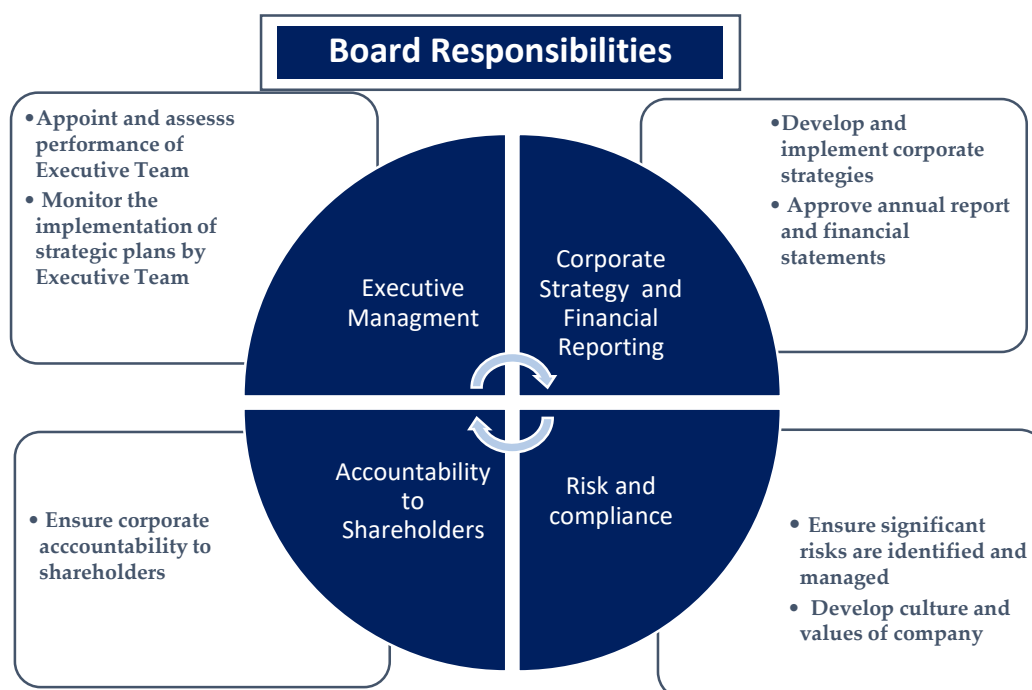 Board Responsibilities
•Appoint and assesss
performance of
Executive Team
• Monitor the
implementation of
strategic plans by
Executive Team
•Develop and
implement corporate
strategies
• Approve annual report
and financial
statements
Executive
Managment
Corporate
Strategy and
Financial
Reporting
Accountability
to
Shareholders
Risk and
compliance
• Ensure corporate
acccountability to
shareholders
• Ensure significant
risks are identified and
managed
• Develop culture and
values of company